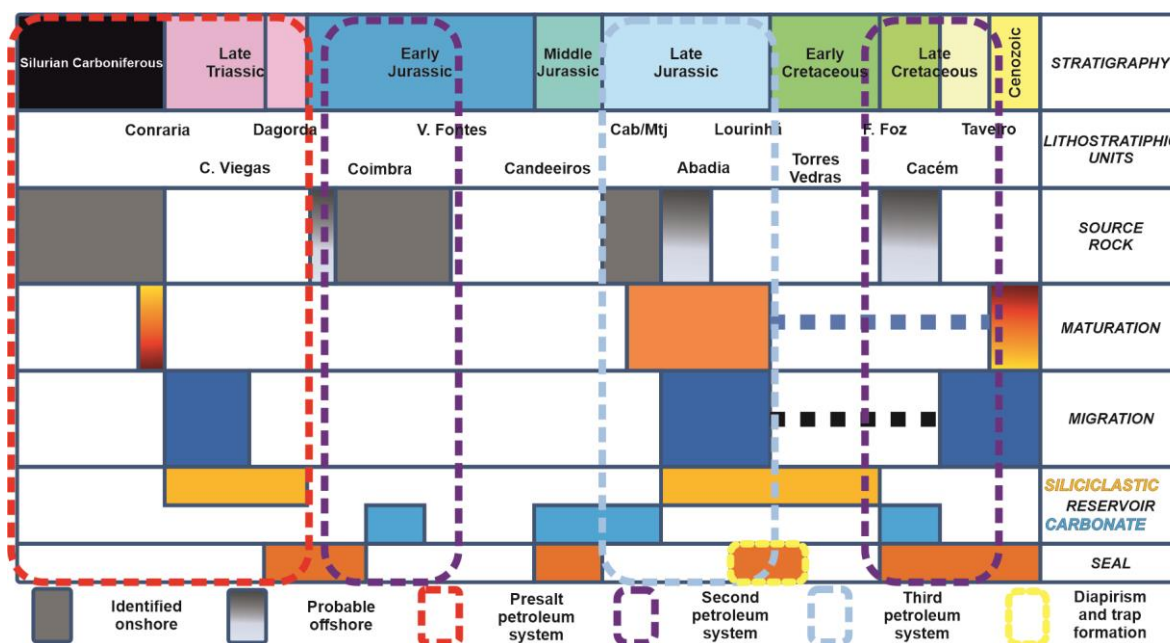 Silurian Carboniferous
Late
Triassic
Early
Jurassic
Middle
Jurassic
Late
Jurassic
Early
Cretaceous
Late
Cretaceous
Cenozoic
STRATIGRAPHY
Conraria
Dagorda
V. Fontes
Cab/Mtj
Lourinhã
F. Foz
Taveiro
C. Viegas
Coimbra
Candeeiros
Abadia
Torres
Vedras
Cacém
LITHOSTRATIPHIC
UNITS
SOURCE
ROCK
MATURATION
MIGRATION
SILICICLASTIC
RESERVOIR
CARBONATE
SEAL
Identified
onshore
Probable
offshore
Presalt
petroleum
system
Second
petroleum
system
Third
petroleum
system
Diapirism
and trap
formation